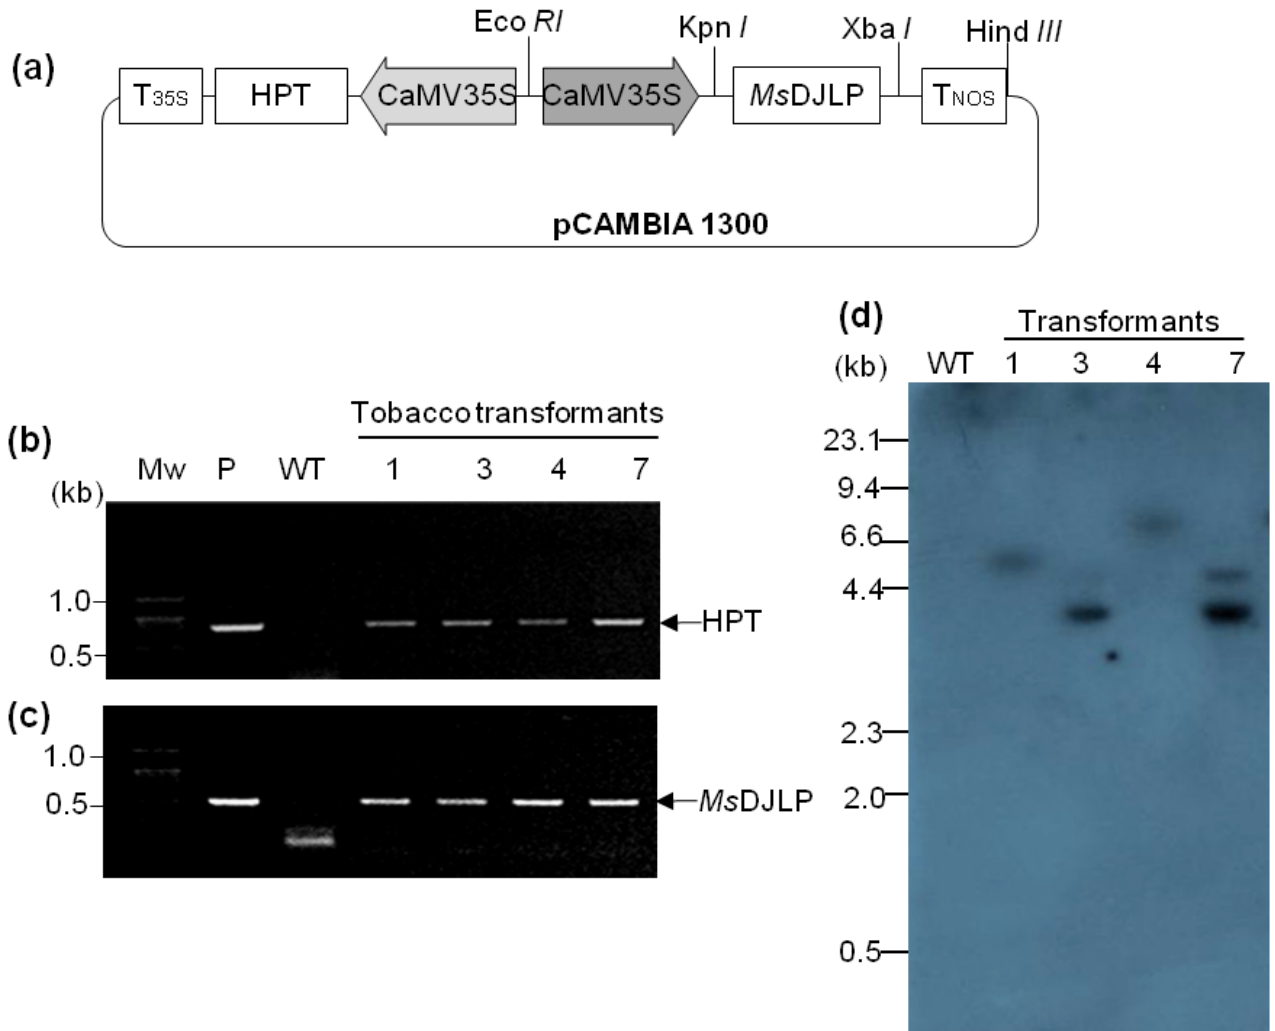 (a)
Eco RI
Kpn I
Xba I
Hind III
T35S
HPT
CaMV35S
CaMV35S
MsDJLP
TNOS
pCAMBIA 1300
(b)
Tobacco transformants
Mw P WT 1 3 4 7
(kb)
1.0
0.5
HPT
(c)
1.0
0.5
MsDJLP
(d)
Transformants
(kb) WT 1 3 4 7
23.1
9.4
6.6
4.4
2.3
2.0
0.5